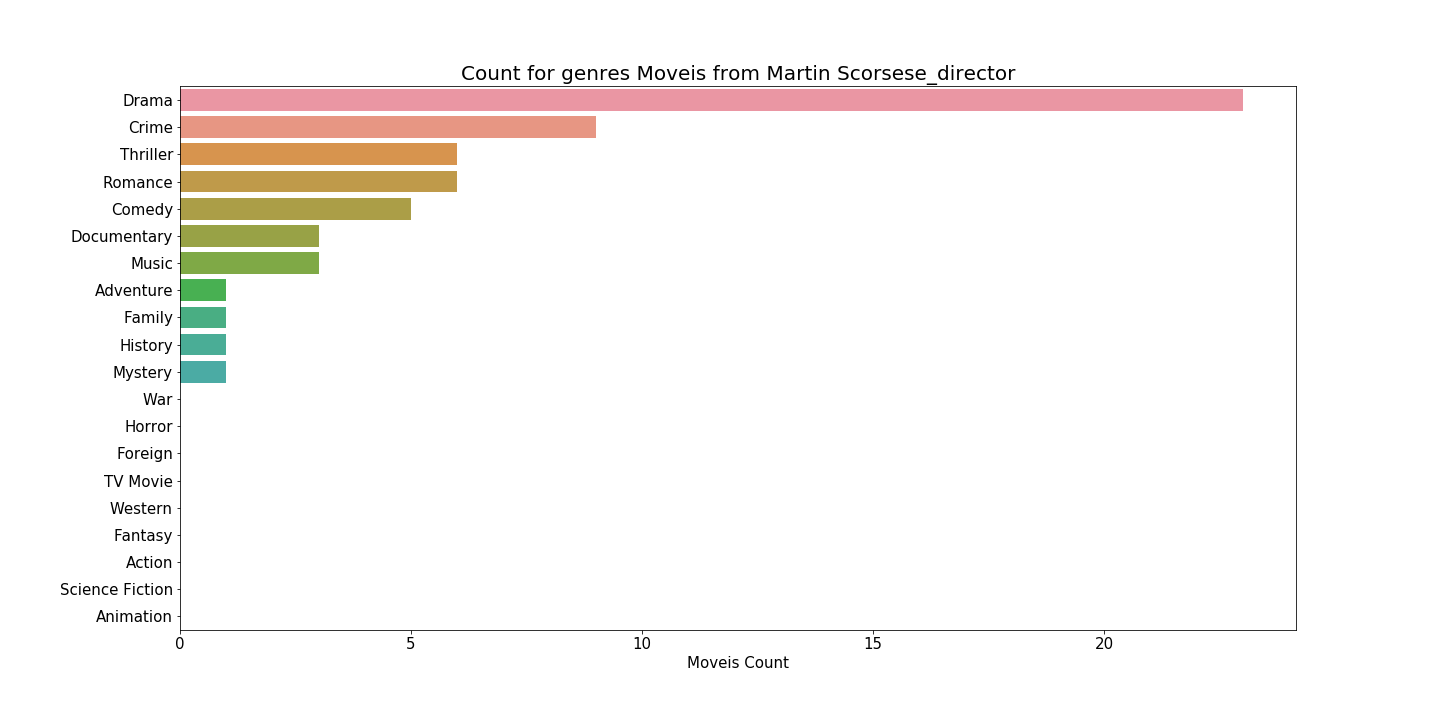 Count for genres Moveis from Martin Scorsese_director
Drama
Crime
Thriller
Romance
Comedy
Documentary
Music
Adventure
Family
History
Mystery
War
Horror
Foreign
TV Movie
Western
Fantasy
Action
Science Fiction
Animation
0 5 10 15 20
Moveis Count